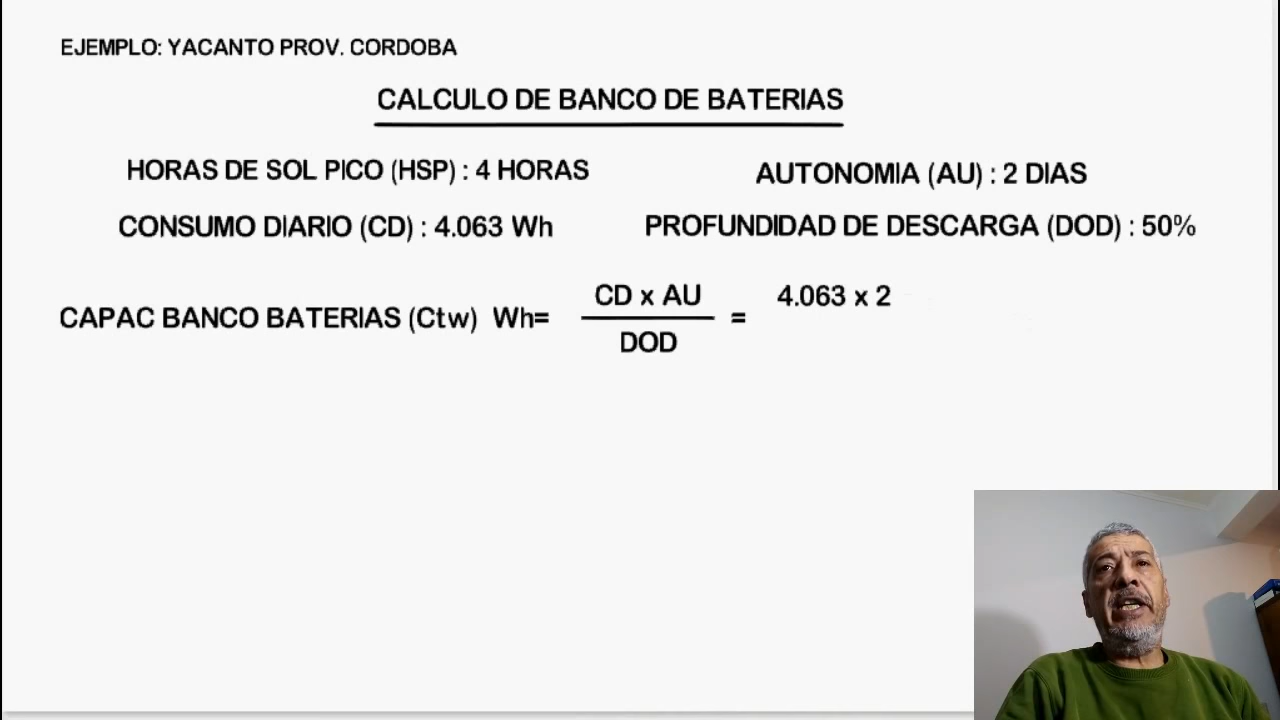 EJEMPLO: YACANTO PROV. CORDOBA
CALCULO DE BANCO DE BATERIAS
HORAS DE SOL PICO (HSP) : 4 HORAS
AUTONOMIA (AU) : 2 DIAS
CONSUMO DIARIO (CD) : 4.063 Wh
PROFUNDIDAD DE DESCARGA (DOD) : 50%
CAPAC BANCO BATERIAS (Ctw) Wh=
CD x AU
DOD
=
4.063 x 2